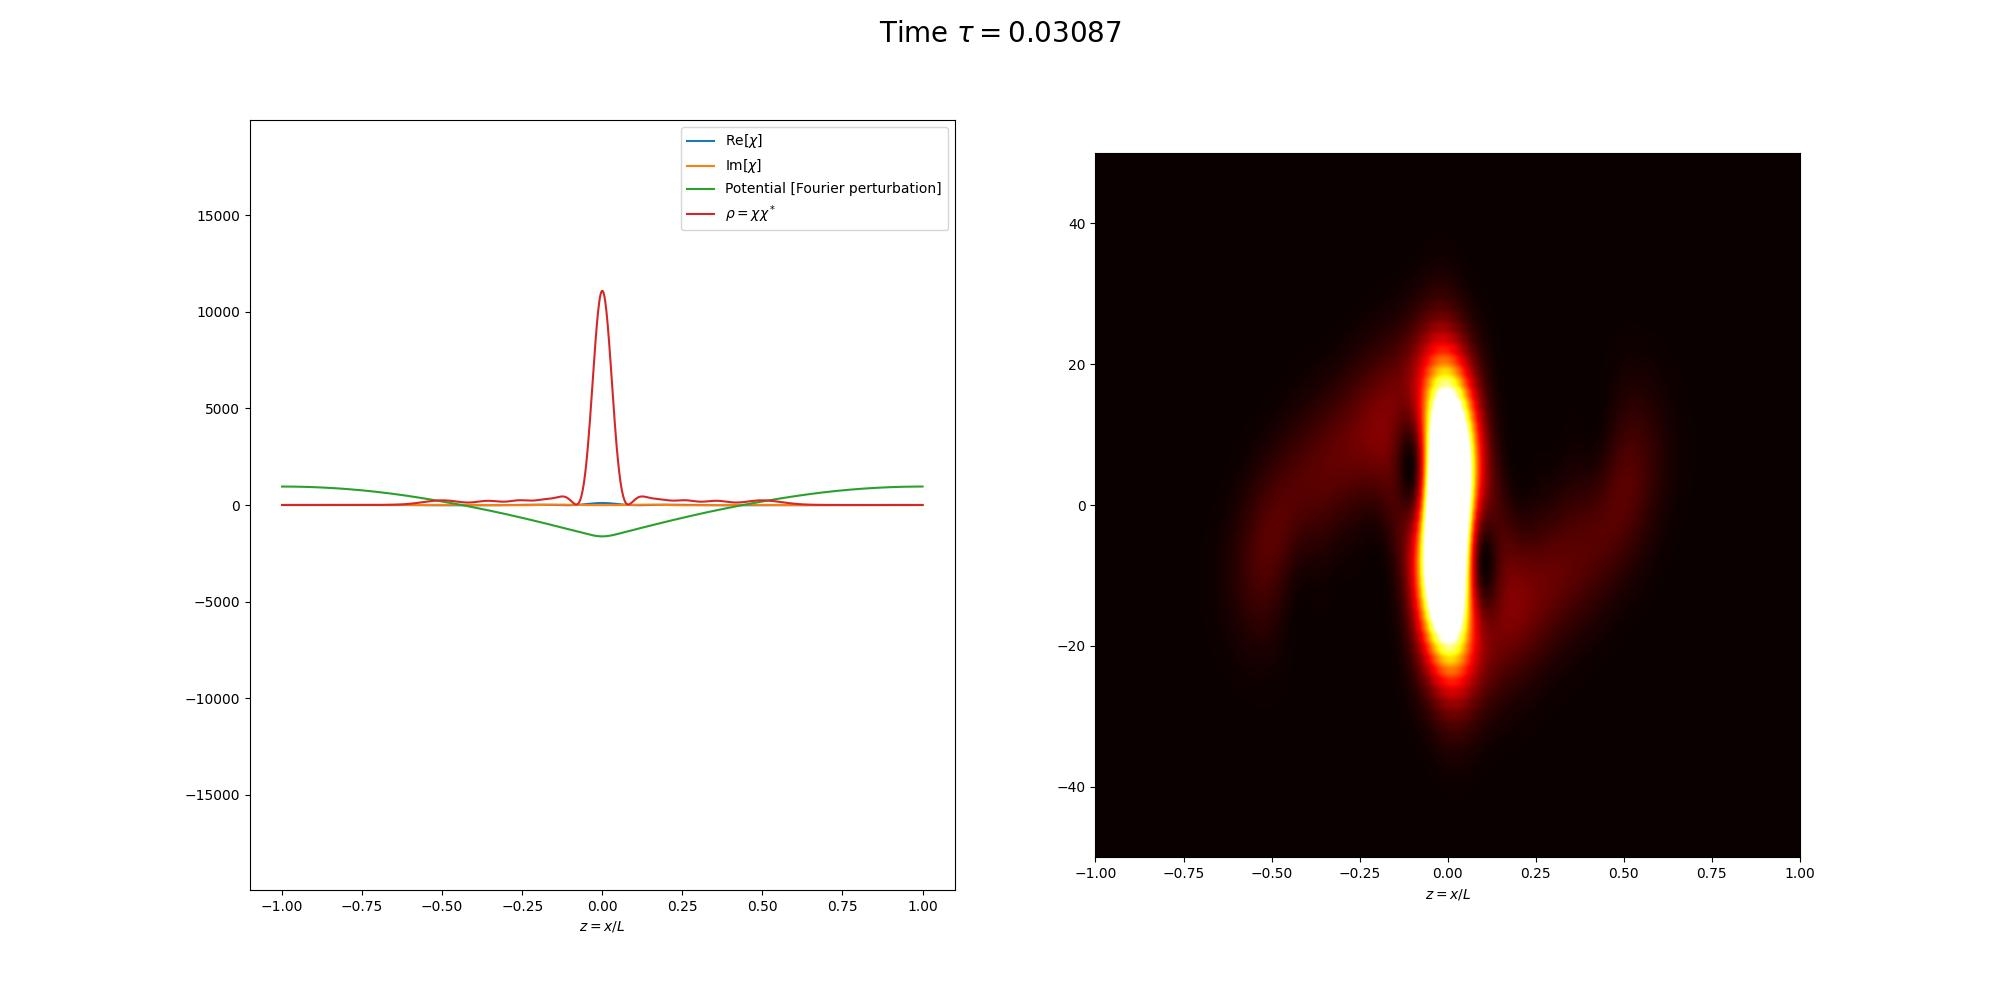 Time τ = 0.03087
Re[χ]
Im[χ]
Potential [Fourier perturbation]
ρ = χχ*
15000
10000
5000
0
−5000
−10000
−15000
−1.00 −0.75 −0.50 −0.25 0.00 0.25 0.50 0.75 1.00
z = x/L
40
20
0
−20
−40
−1.00 −0.75 −0.50 −0.25 0.00 0.25 0.50 0.75 1.00
z = x/L